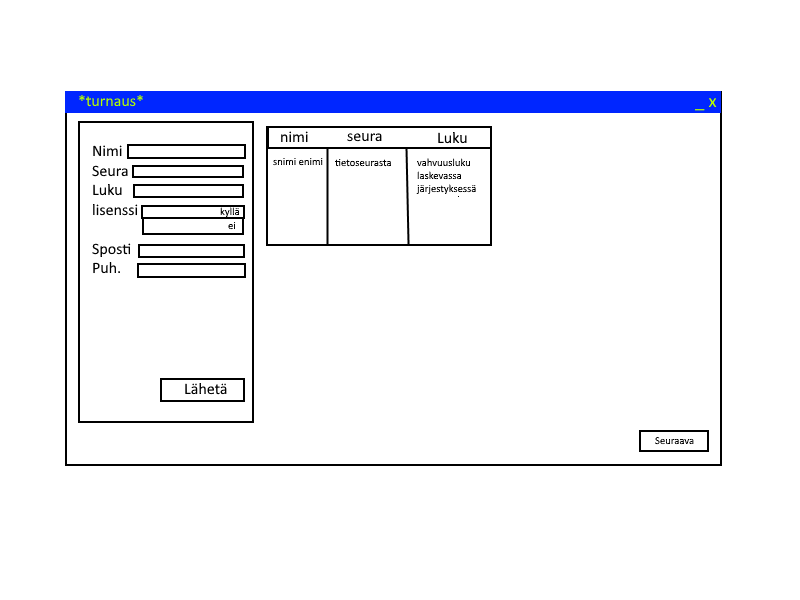 *turnaus* _ x
Nimi
Seura
Luku
lisenssi kyllä
ei
Sposti
Puh.
Lähetä
nimi seura Luku
snimi enimi tietoseurasta vahvuusluku
laskevassa
järjestyksessä
Seuraava